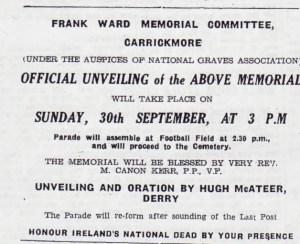 FRANK WARD MEMORIAL COMMITTEE,
CARRICKMORE
(UNDER THE AUSPICES OF NATIONAL GRAVES ASSOCIATION)
OFFICIAL UNVEILING of the ABOVE MEMORIAL
WILL TAKE PLACE ON
SUNDAY, 30th SEPTEMBER, AT 3 P.M
Parade will assemble at Football Field at 2.30 p.m.,
and will proceed to the Cemetery.
THE MEMORIAL WILL BE BLESSED BY VERY REV.
M. CANON KERR, P.P., V.F.
UNVEILING AND ORATION BY HUGH McATEER,
DERRY
The Parade will re-form after sounding of the Last Post
HONOUR IRELAND'S NATIONAL DEAD BY YOUR PRESENCE